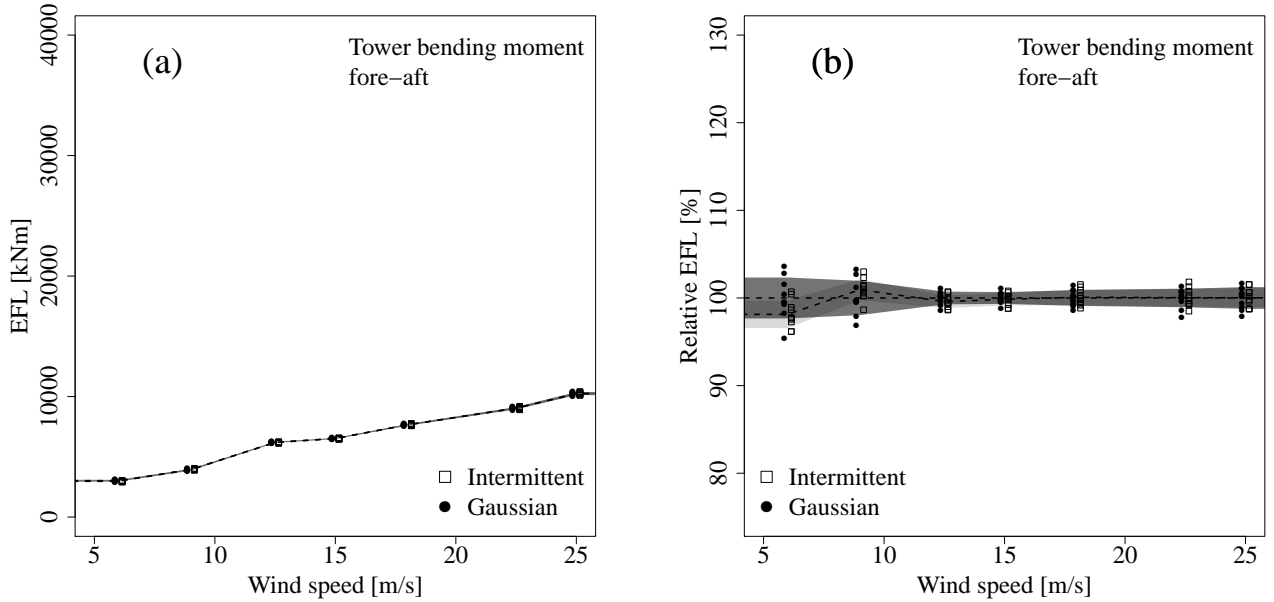 (a)
Tower bending moment
fore−aft
EFL [kNm]
40000
30000
20000
10000
0
Intermittent
Gaussian
5 10 15 20 25
Wind speed [m/s]
(b)
Tower bending moment
fore−aft
Relative EFL [%]
130
120
110
100
90
80
Intermittent
Gaussian
5 10 15 20 25
Wind speed [m/s]